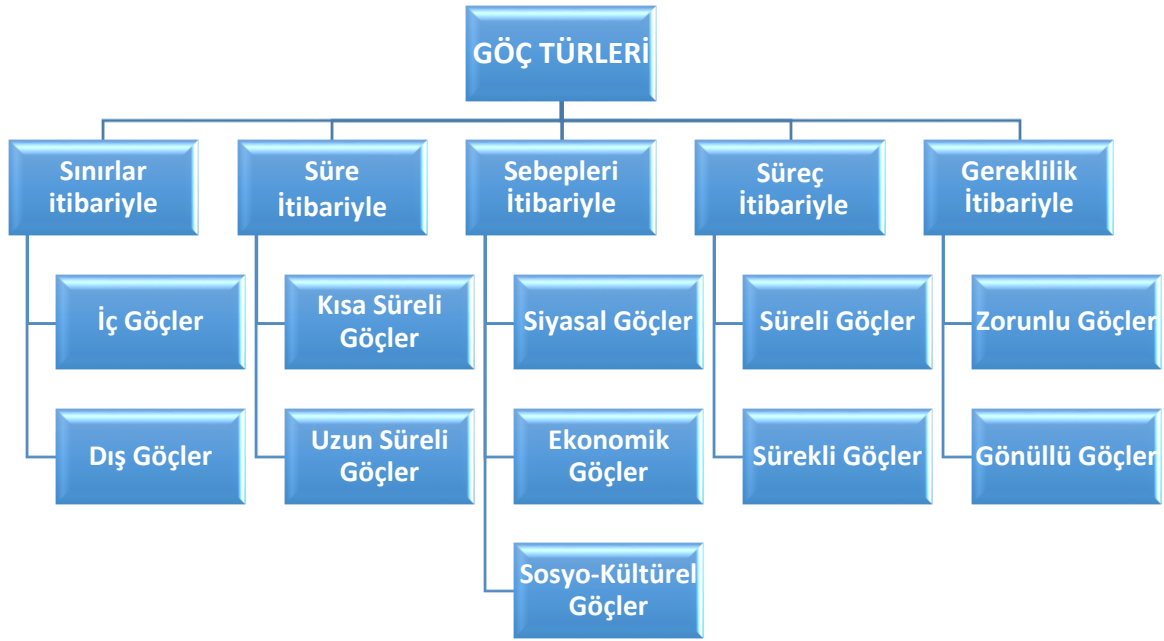 GÖÇ TÜRLERİ
Sınırlar
itibariyle
İç Göçler
Dış Göçler
Süre
İtibariyle
Kısa Süreli
Göçler
Uzun Süreli
Göçler
Sebepleri
İtibariyle
Siyasal Göçler
Ekonomik
Göçler
Sosyo-Kültürel
Göçler
Süreç
İtibariyle
Süreli Göçler
Sürekli Göçler
Gereklilik
İtibariyle
Zorunlu Göçler
Gönüllü Göçler